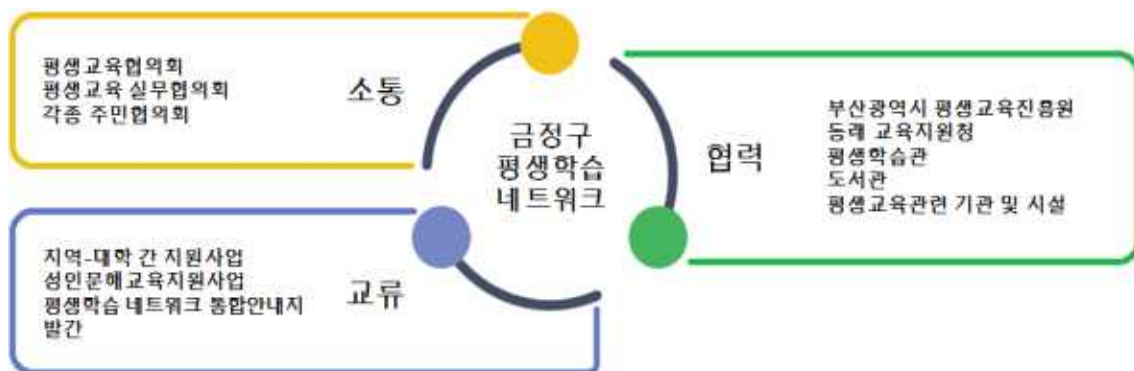 평생교육협의회
평생교육 실무협의회
각종 주민협의회
소통
금정구
평생학습
네트워크
협력
부산광역시 평생교육진흥원
동래 교육지원청
평생학습관
도서관
평생교육관련 기관 및 시설
지역-대학 간 지원사업
성인문해교육지원사업
평생학습 네트워크 통합안내지
발간
교류